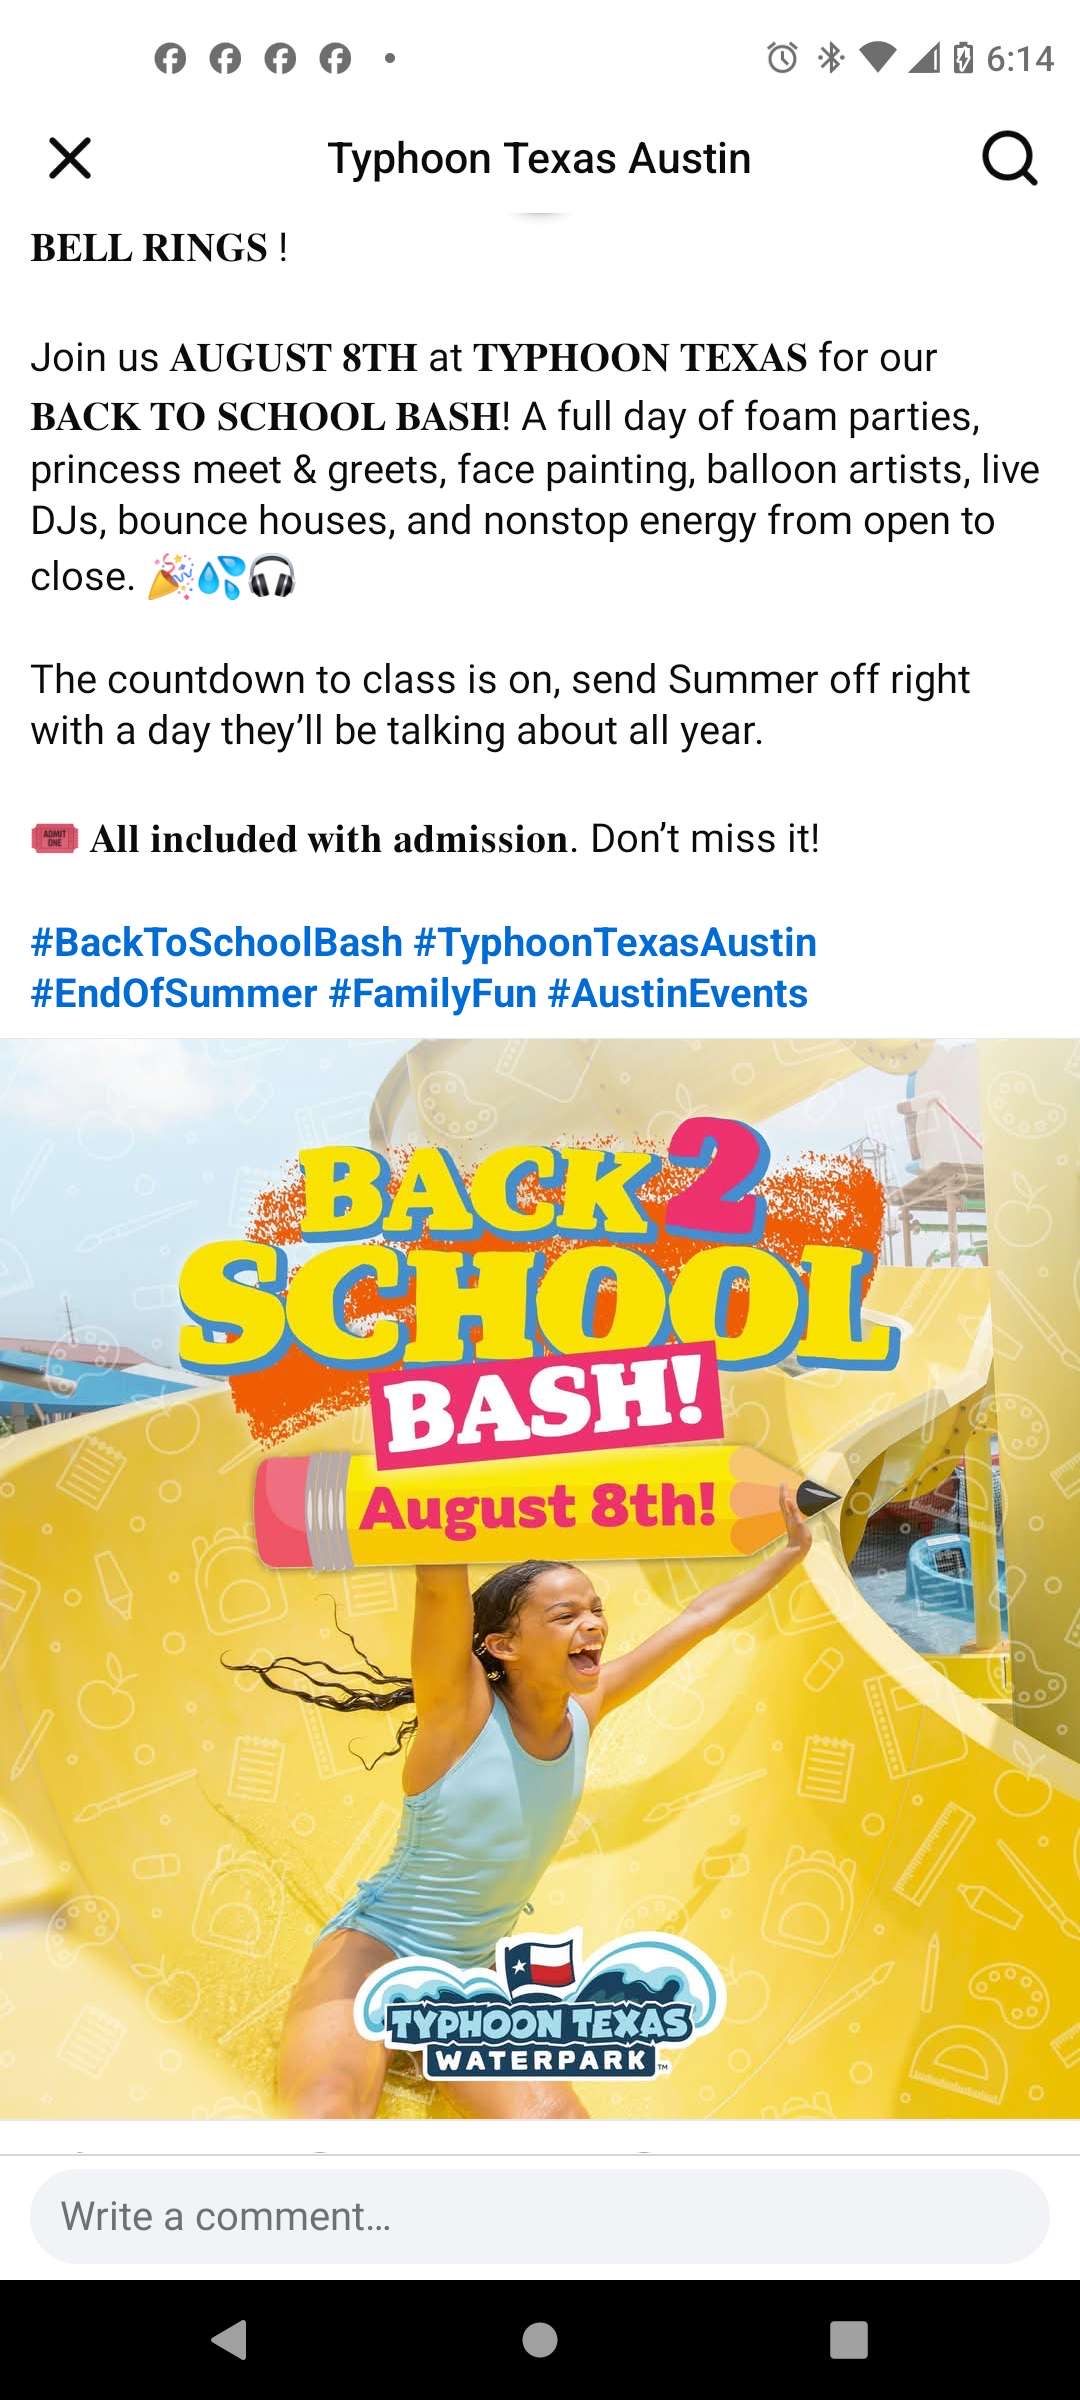 6:14
Typhoon Texas Austin
BELL RINGS !
Join us AUGUST 8TH at TYPHOON TEXAS for our
BACK TO SCHOOL BASH! A full day of foam parties,
princess meet & greets, face painting, balloon artists, live
DJs, bounce houses, and nonstop energy from open to
close. 🎉💦🎧
The countdown to class is on, send Summer off right
with a day they’ll be talking about all year.
🎟️ All included with admission. Don’t miss it!
#BackToSchoolBash #TyphoonTexasAustin
#EndOfSummer #FamilyFun #AustinEvents
BACK 2
SCHOOL
BASH!
August 8th!
TYPHOON TEXAS
WATERPARK™
Write a comment...